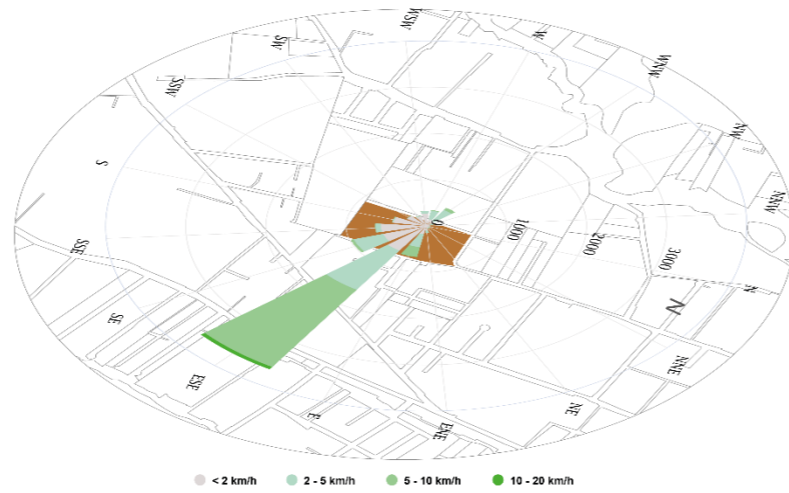 WSW
W
SW
WNW
SSW
NW
S
NNW
0
1000
2000
3000
SSE
N
N
SE
NNE
ESE
NE
E
ENE
< 2 km/h
2 - 5 km/h
5 - 10 km/h
10 - 20 km/h